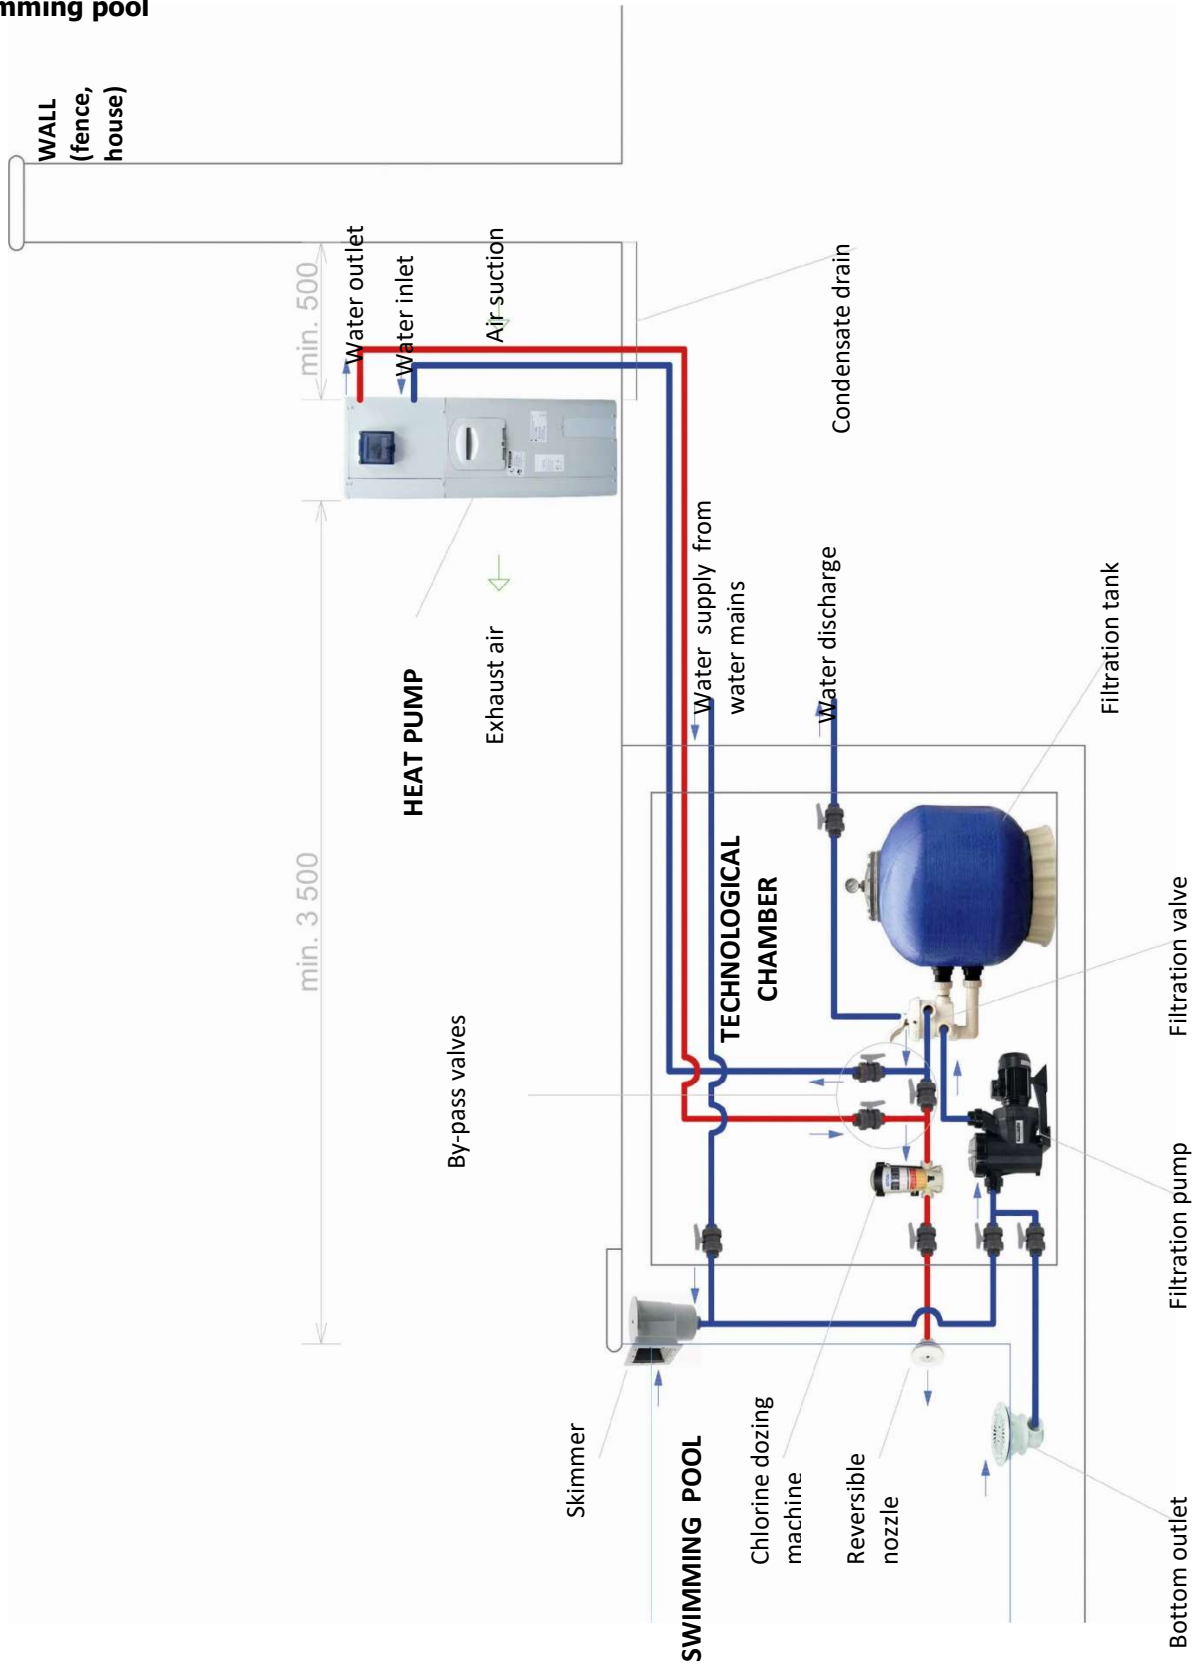 mming pool
WALL
(fence,
house)
min. 500
Water outlet
Water inlet
Air suction
Condensate drain
min. 3 500
HEAT PUMP
Exhaust air
Water supply from
water mains
Water discharge
Filtration tank
TECHNOLOGICAL
CHAMBER
By-pass valves
Filtration valve
Filtration pump
Skimmer
SWIMMING POOL
Chlorine dozing
machine
Reversible
nozzle
Bottom outlet